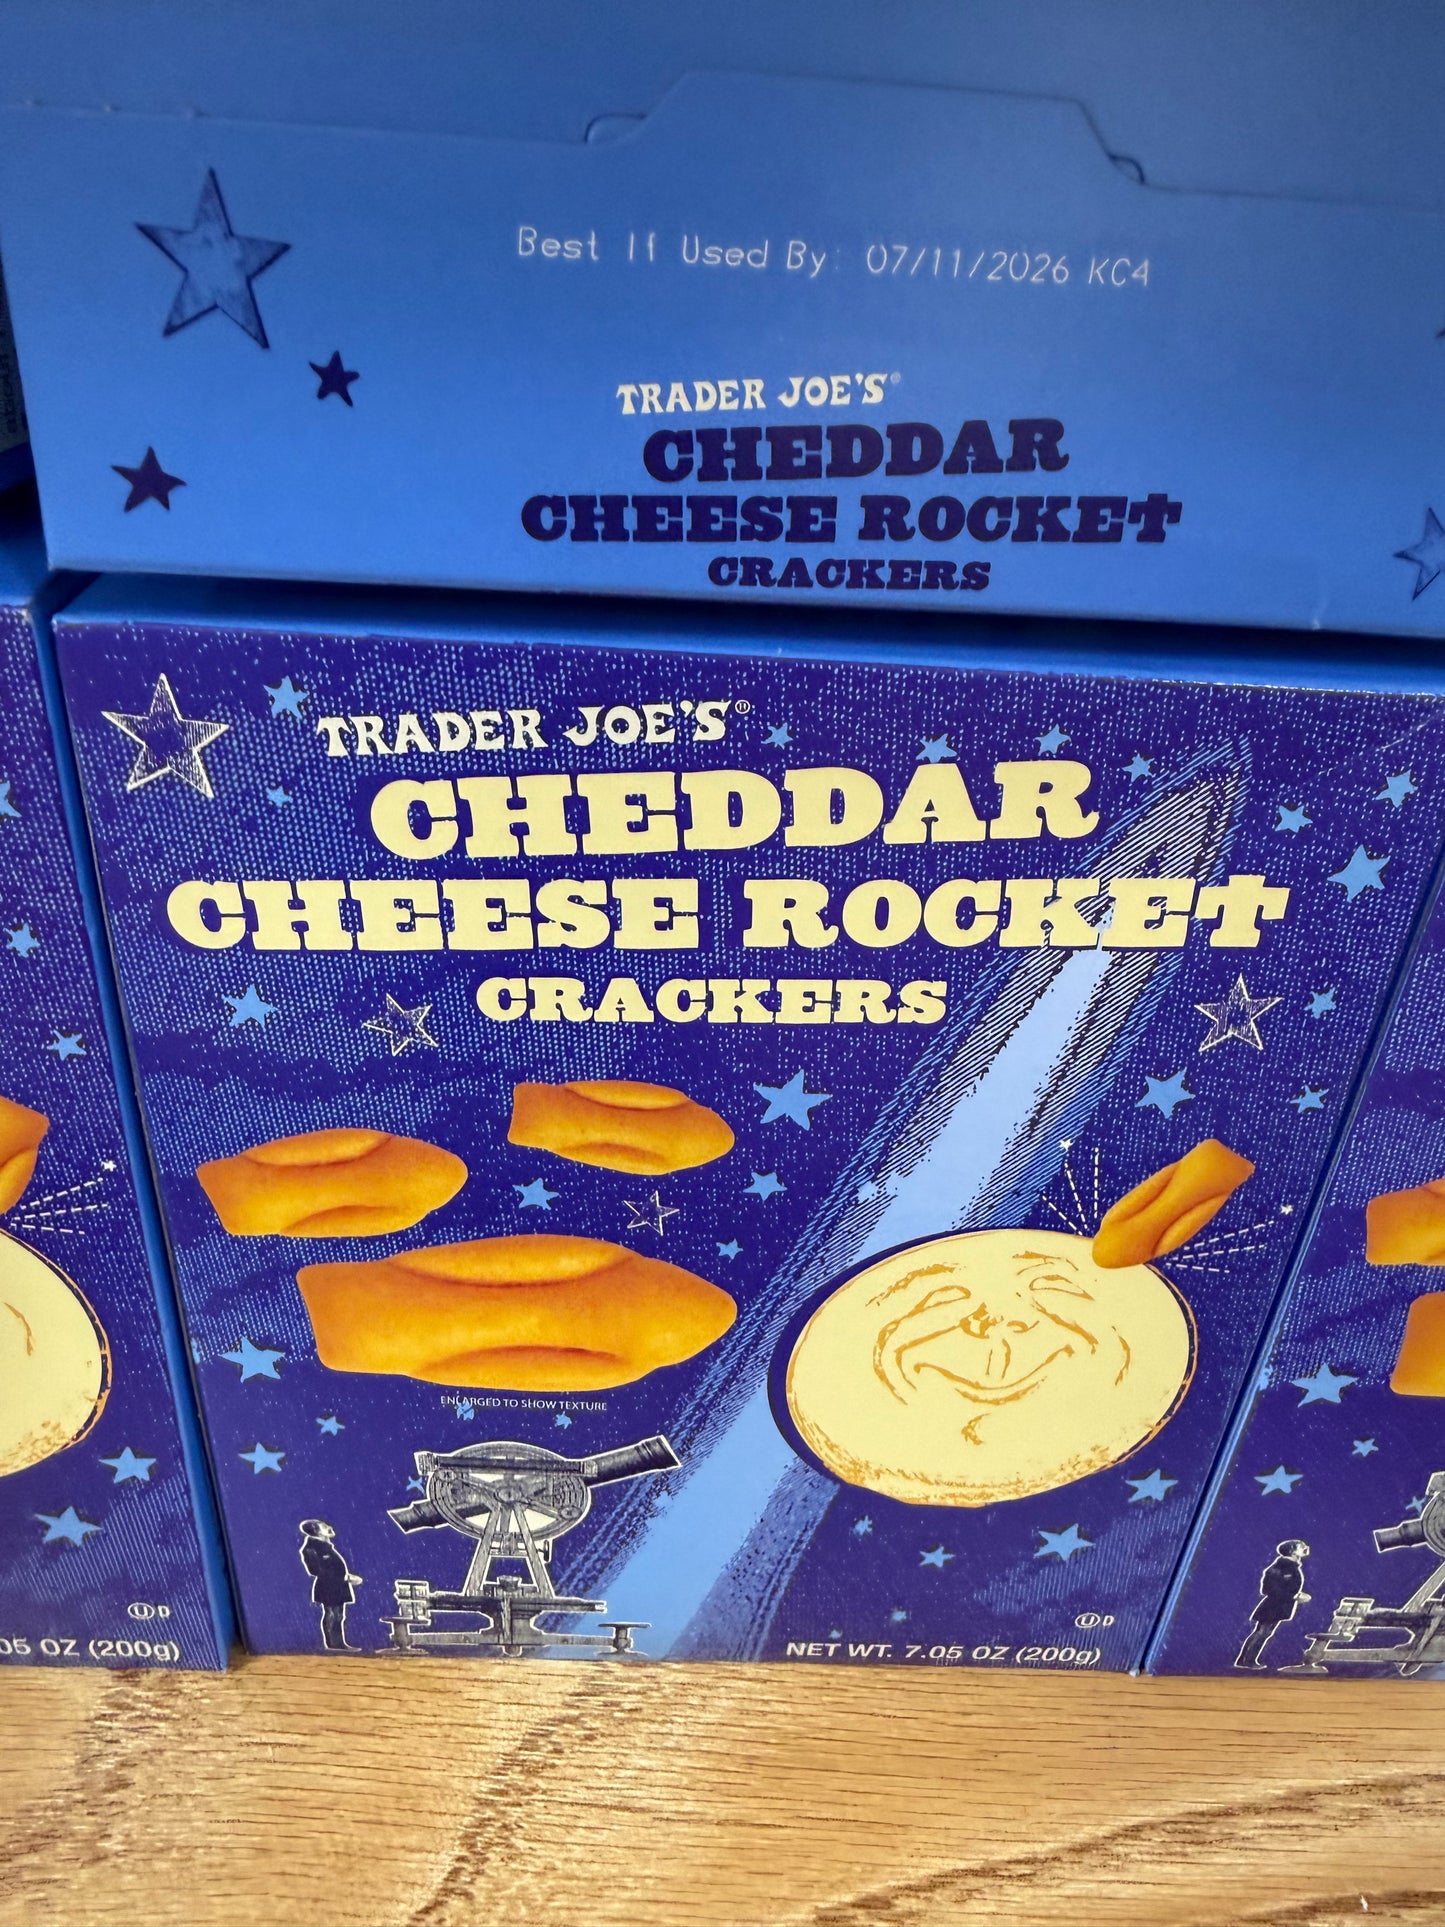 Best If Used By: 07/11/2026 KC4
TRADER JOE'S®
CHEDDAR
CHEESE ROCKET
CRACKERS
TRADER JOE'S®
CHEDDAR
CHEESE ROCKET
CRACKERS
ENLARGED TO SHOW TEXTURE
U D
NET WT. 7.05 OZ (200g)
U D
05 OZ (200g)